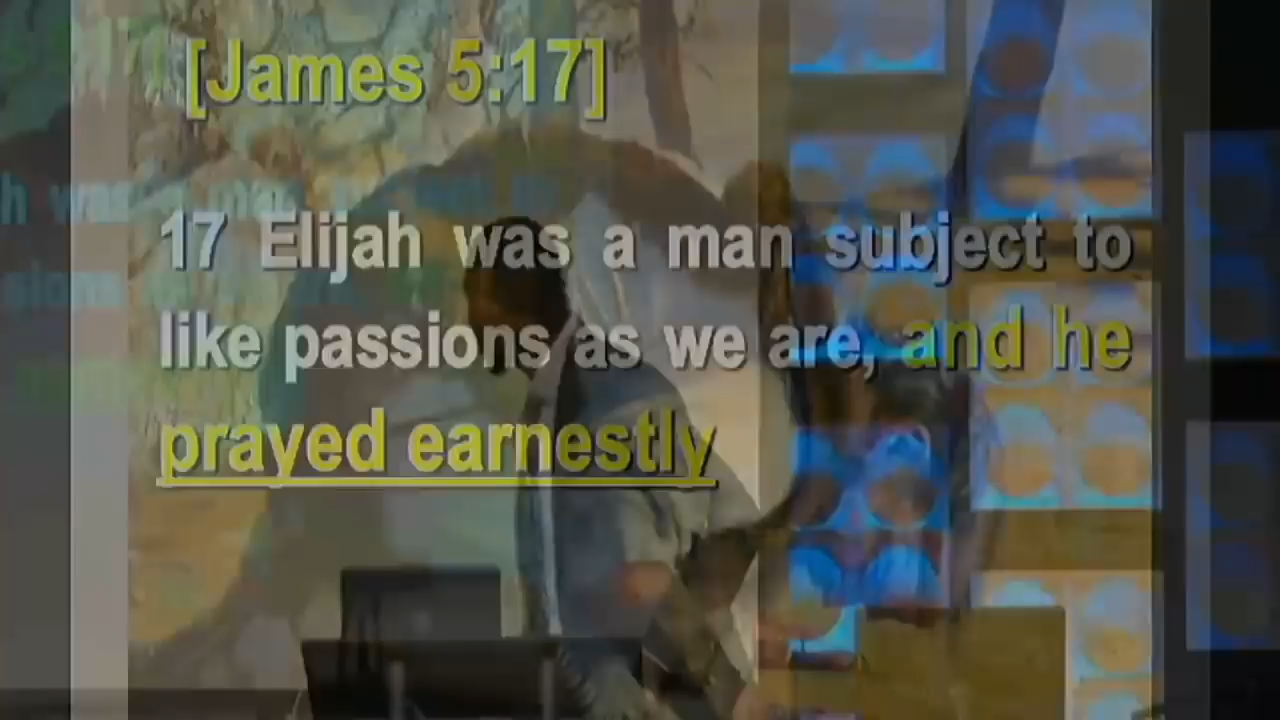 [James 5:17]
17 Elijah was a man subject to
like passions as we are, and he
prayed earnestly